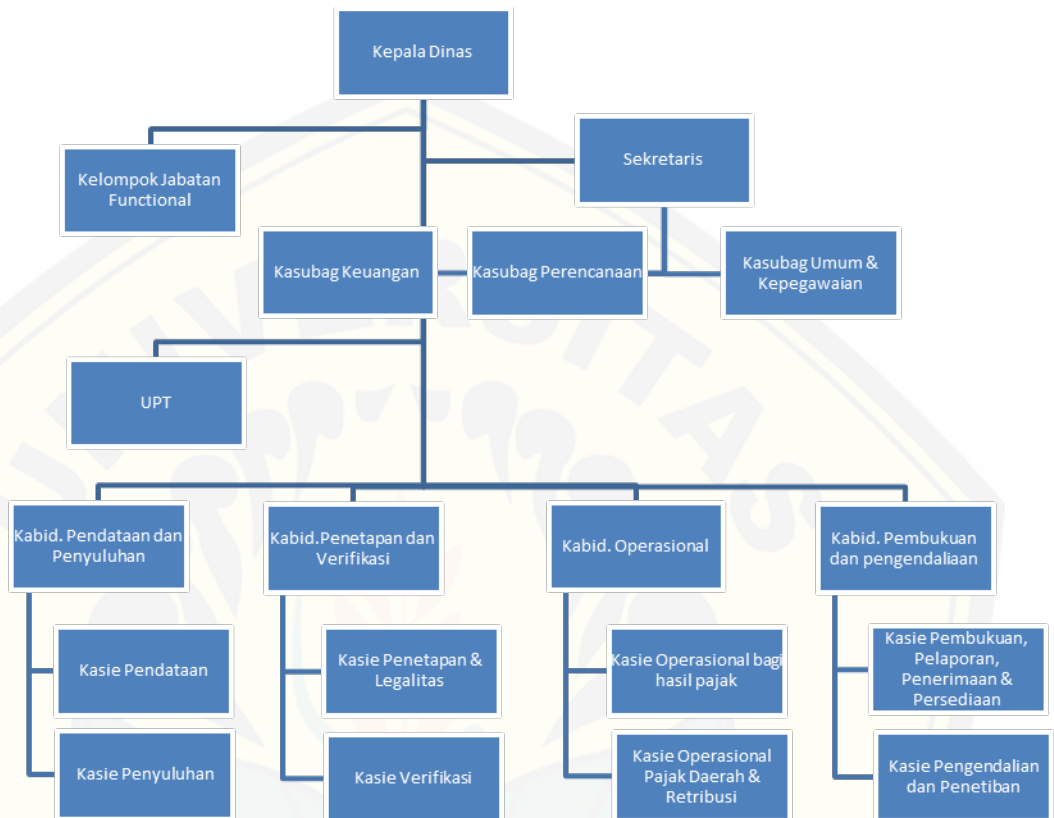 Kepala Dinas
Kelompok Jabatan
Functional
Sekretaris
Kasubag Keuangan
Kasubag Perencanaan
Kasubag Umum &
Kepegawaian
UPT
Kabid. Pendataan dan
Penyuluhan
Kabid.Penetapan dan
Verifikasi
Kabid. Operasional
Kabid. Pembukuan
dan pengendaliaan
Kasie Pendataan
Kasie Penetapan &
Legalitas
Kasie Operasional bagi
hasil pajak
Kasie Pembukuan,
Pelaporan,
Penerimaan &
Persediaan
Kasie Penyuluhan
Kasie Verifikasi
Kasie Operasional
Pajak Daerah &
Retribusi
Kasie Pengendalian
dan Penetiban
UNIVERSITAS